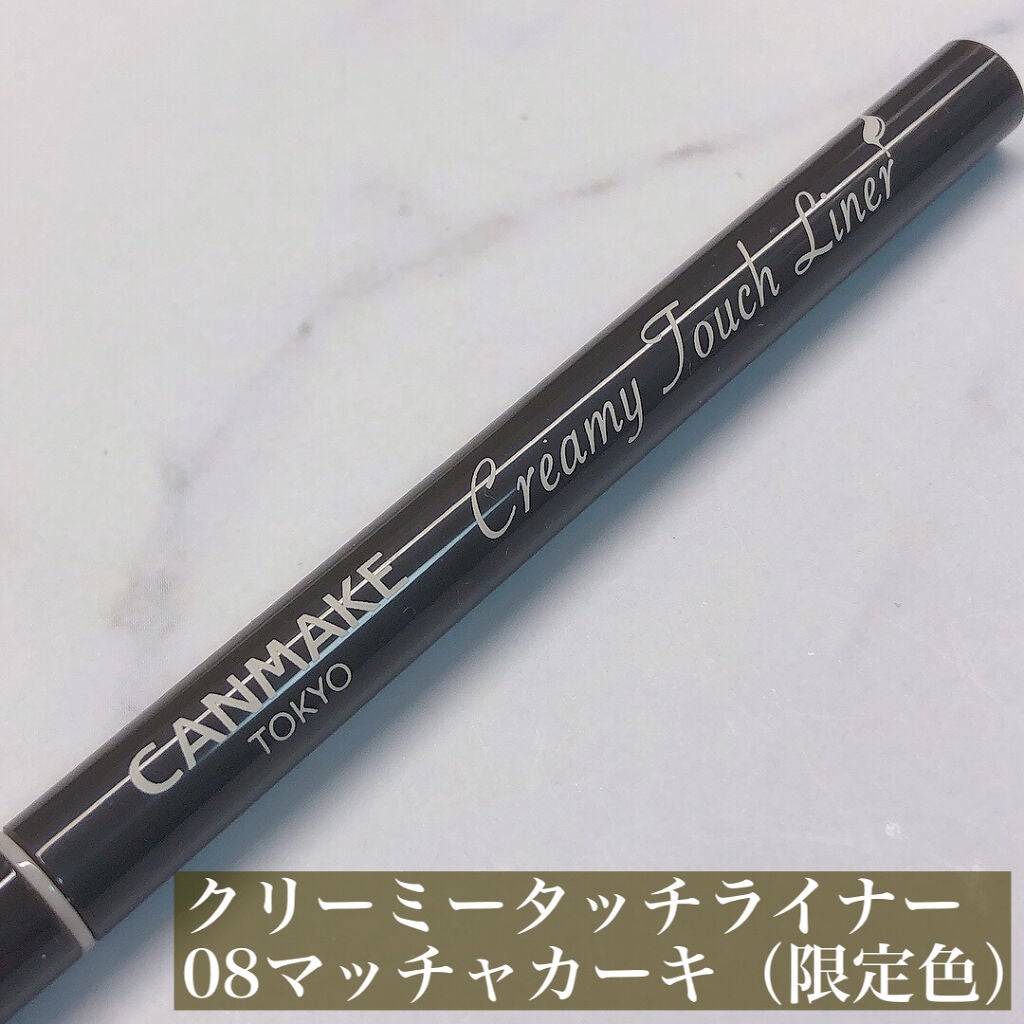 CANMAKE
TOKYO
Creamy Touch Liner
クリーミータッチライナー
08マッチャカーキ（限定色）